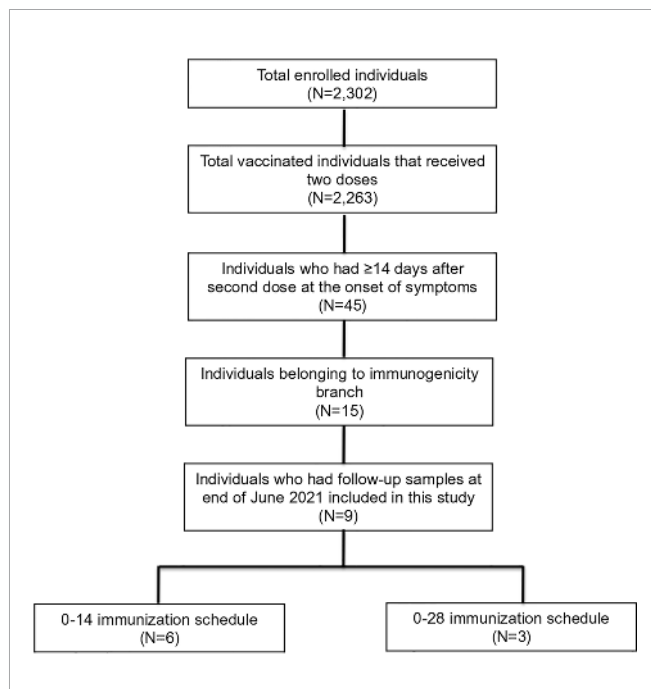 Total enrolled individuals
(N=2,302)
Total vaccinated individuals that received
two doses
(N=2,263)
Individuals who had ≥14 days after
second dose at the onset of symptoms
(N=45)
Individuals belonging to immunogenicity
branch
(N=15)
Individuals who had follow-up samples at
end of June 2021 included in this study
(N=9)
0-14 immunization schedule
(N=6)
0-28 immunization schedule
(N=3)